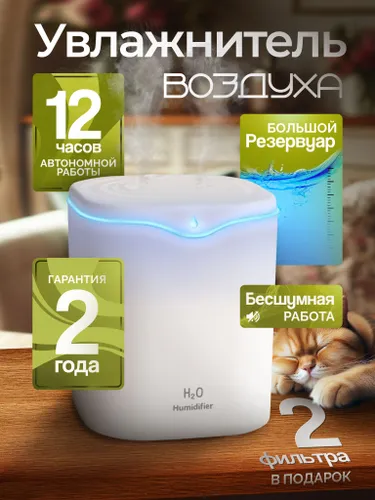 Увлажнитель
ВОЗДУХА
12
ЧАСОВ
АВТОНОМНОЙ
РАБОТЫ
БОЛЬШОЙ
Резервуар
ГАРАНТИЯ
2
ГОДА
Бесшумная
РАБОТА
H₂O
Humidifier
2
фильтра
В ПОДАРОК